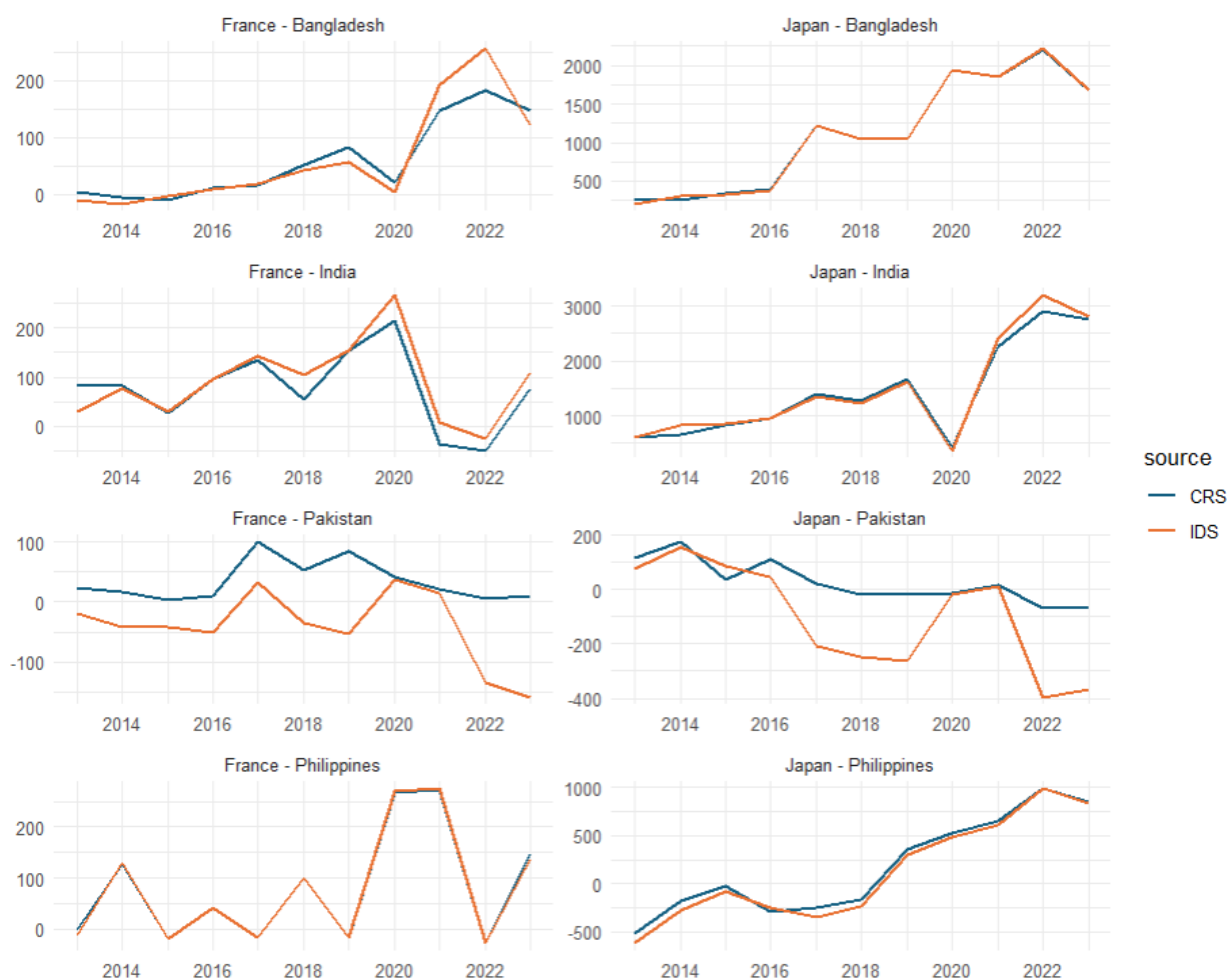 France - Bangladesh
200
100
0
2014 2016 2018 2020 2022
Japan - Bangladesh
2000
1500
1000
500
2014 2016 2018 2020 2022
France - India
200
100
0
2014 2016 2018 2020 2022
Japan - India
3000
2000
1000
2014 2016 2018 2020 2022
France - Pakistan
100
0
-100
2014 2016 2018 2020 2022
Japan - Pakistan
200
0
-200
-400
2014 2016 2018 2020 2022
France - Philippines
200
100
0
2014 2016 2018 2020 2022
Japan - Philippines
1000
500
0
-500
2014 2016 2018 2020 2022
source
CRS
IDS